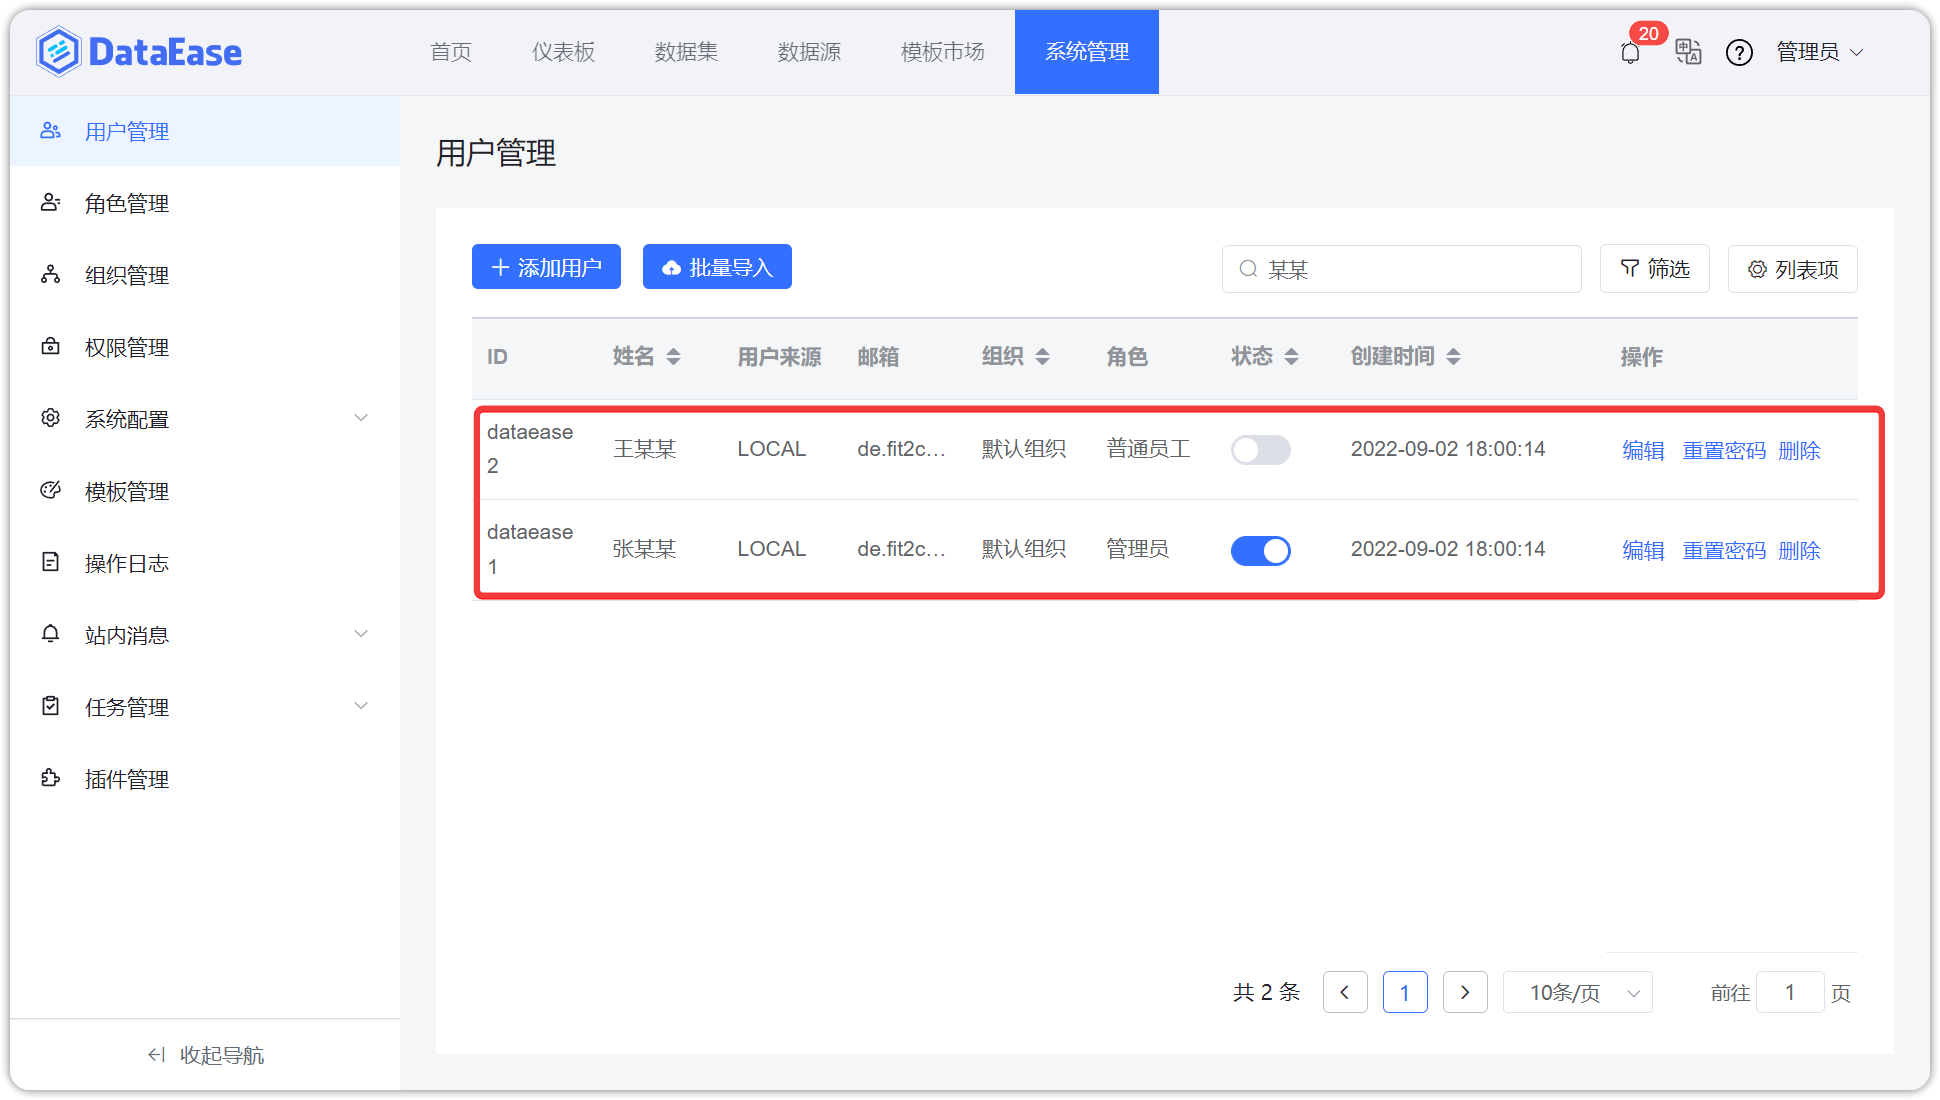 DataEase
首页 仪表板 数据集 数据源 模板市场 系统管理
20
管理员
用户管理
角色管理
组织管理
权限管理
系统配置
模板管理
操作日志
站内消息
任务管理
插件管理
收起导航
用户管理
添加用户 批量导入 某某 筛选 列表项
ID 姓名 用户来源 邮箱 组织 角色 状态 创建时间 操作
dataease
2 王某某 LOCAL de.fit2c... 默认组织 普通员工 2022-09-02 18:00:14 编辑 重置密码 删除
dataease
1 张某某 LOCAL de.fit2c... 默认组织 管理员 2022-09-02 18:00:14 编辑 重置密码 删除
共 2 条 1 10条/页 前往 1 页